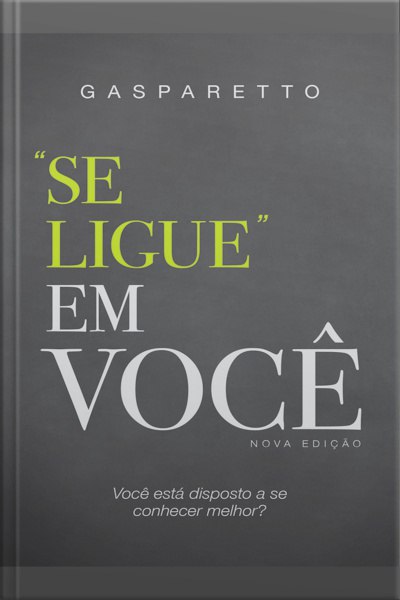 GASPARETTO
“SE
LIGUE”
EM
VOCÊ
NOVA EDIÇÃO
Você está disposto a se
conhecer melhor?